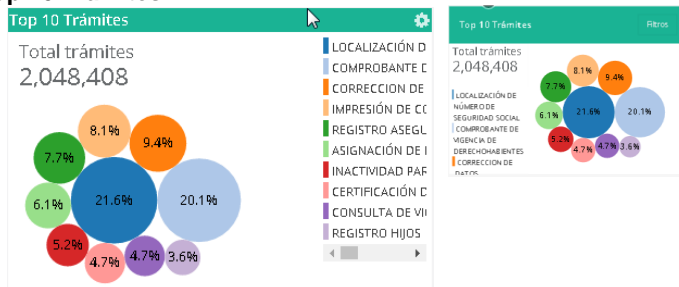 Top 10 Trámites
Total trámites
2,048,408
8.1%
9.4%
7.7%
21.6%
20.1%
6.1%
5.2%
4.7%
4.7%
3.6%
LOCALIZACIÓN D
COMPROBANTE D
CORRECCION DE
IMPRESIÓN DE CO
REGISTRO ASEGU
ASIGNACIÓN DE
INACTIVIDAD PAR
CERTIFICACIÓN D
CONSULTA DE VI
REGISTRO HIJOS
Top 10 Trámites
Filtros
Total trámites
2,048,408
LOCALIZACIÓN DE
NÚMERO DE
SEGURIDAD SOCIAL
COMPROBANTE DE
VIGENCIA DE
DERECHOHABIENTES
CORRECCION DE
DATOS
8.1%
9.4%
7.7%
21.6%
20.1%
6.1%
5.2%
4.7%
4.7%
3.6%